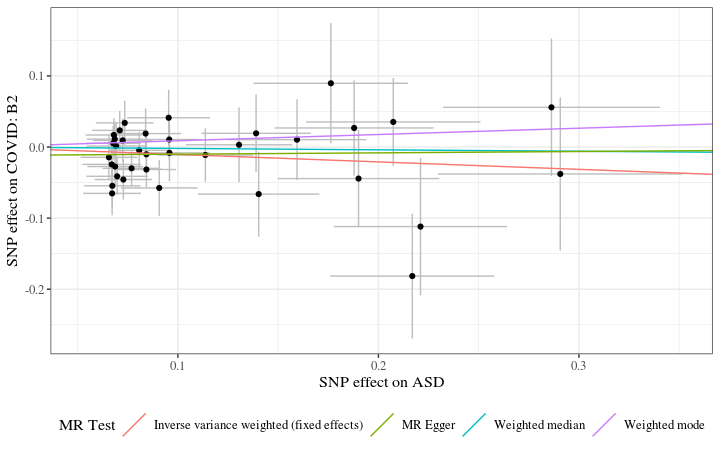 0.1
0.0
-0.1
-0.2
SNP effect on COVID: B2
0.1
0.2
0.3
SNP effect on ASD
MR Test
Inverse variance weighted (fixed effects)
MR Egger
Weighted median
Weighted mode